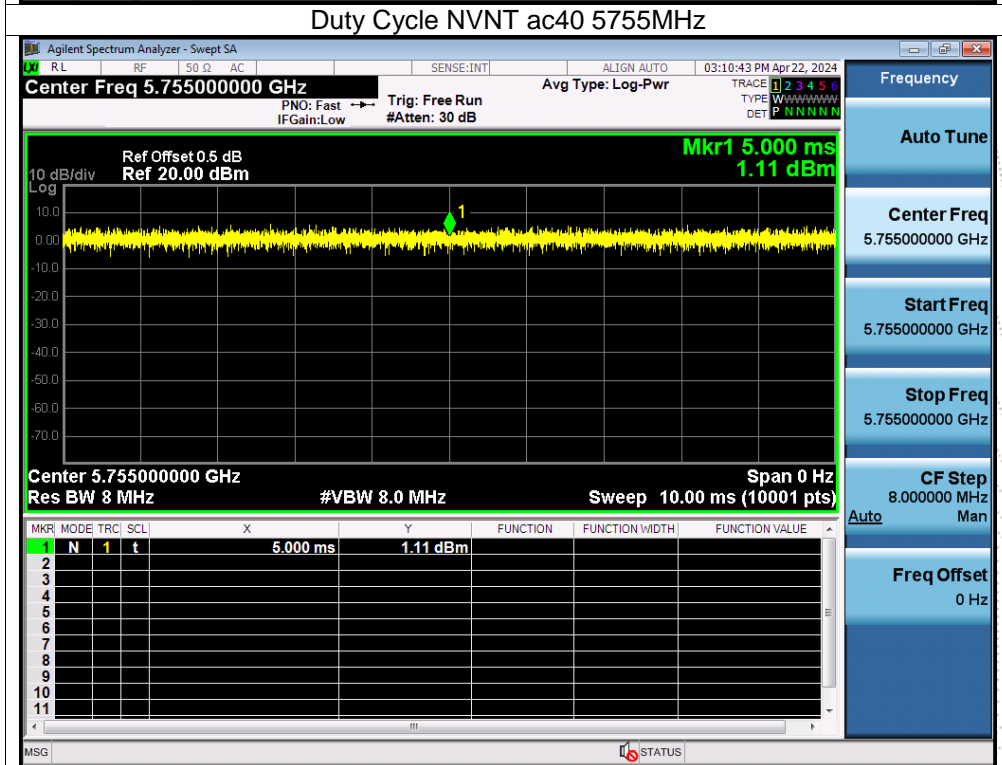 Duty Cycle NVNT ac40 5755MHz
Agilent Spectrum Analyzer - Swept SA
LXI RL RF 50 Ω AC SENSE:INT ALIGN AUTO 03:10:43 PM Apr 22, 2024
Center Freq 5.755000000 GHz
PNO: Fast
IFGain:Low
Trig: Free Run
#Atten: 30 dB
Avg Type: Log-Pwr
TRACE 1 2 3 4 5 6
TYPE WWWWWW
DET P N N N N N
Mkr1 5.000 ms
1.11 dBm
Ref Offset 0.5 dB
10 dB/div Ref 20.00 dBm
Log
10.0
0.00
-10.0
-20.0
-30.0
-40.0
-50.0
-60.0
-70.0
1
Center 5.755000000 GHz Span 0 Hz
Res BW 8 MHz #VBW 8.0 MHz Sweep 10.00 ms (10001 pts)
MKR MODE TRC SCL X Y FUNCTION FUNCTION WIDTH FUNCTION VALUE
1 N 1 t 5.000 ms 1.11 dBm
2
3
4
5
6
7
8
9
10
11
MSG STATUS
Frequency
Auto Tune
Center Freq
5.755000000 GHz
Start Freq
5.755000000 GHz
Stop Freq
5.755000000 GHz
CF Step
8.000000 MHz
Auto Man
Freq Offset
0 Hz